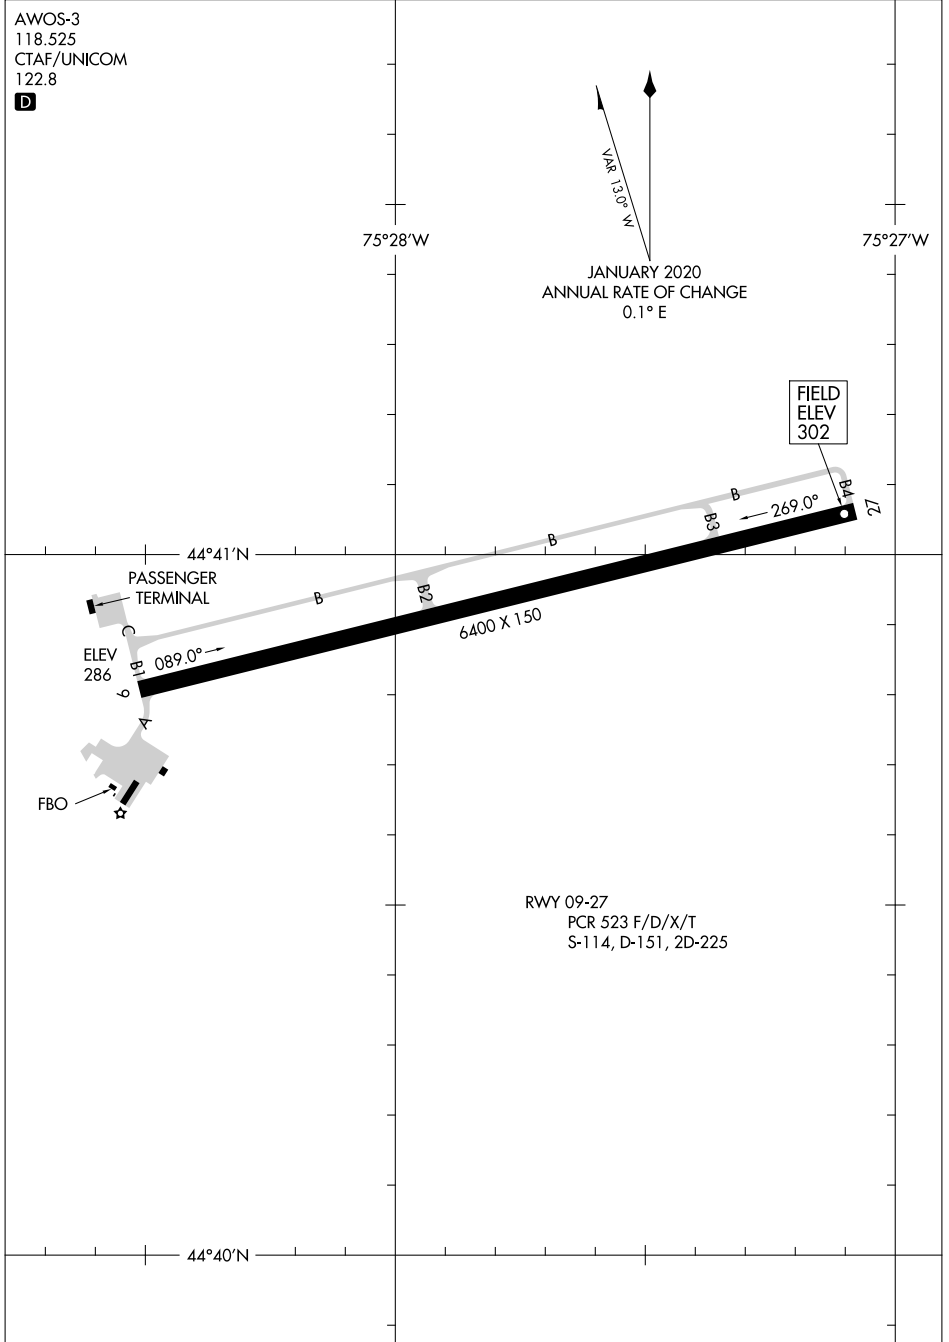 AWOS-3
118.525
CTAF/UNICOM
122.8
D
VAR 13.0° W
75°28'W
75°27'W
JANUARY 2020
ANNUAL RATE OF CHANGE
0.1° E
FIELD
ELEV
302
B
B4
27
269.0°
B3
B
44°41'N
PASSENGER
TERMINAL
B
B2
6400 X 150
C
ELEV
286
B1
089.0°
9
A
FBO
RWY 09-27
PCR 523 F/D/X/T
S-114, D-151, 2D-225
44°40'N